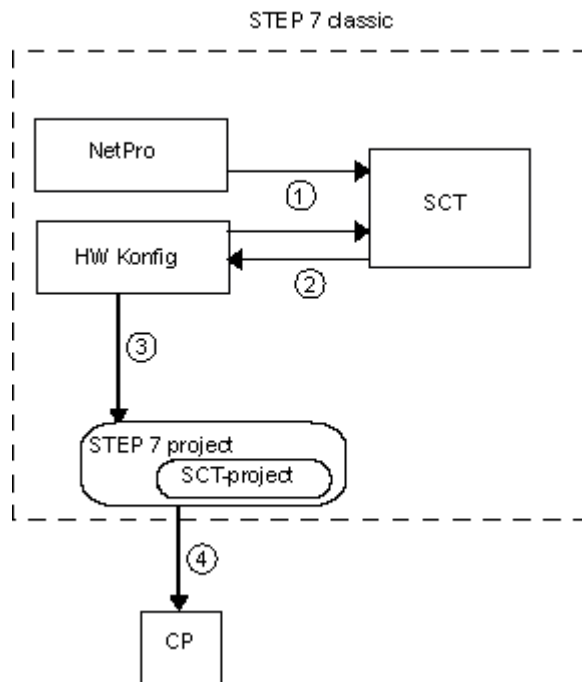 STEP 7 classic
NetPro
1
SCT
HW Konfig
2
3
STEP 7 project
SCT-project
4
CP